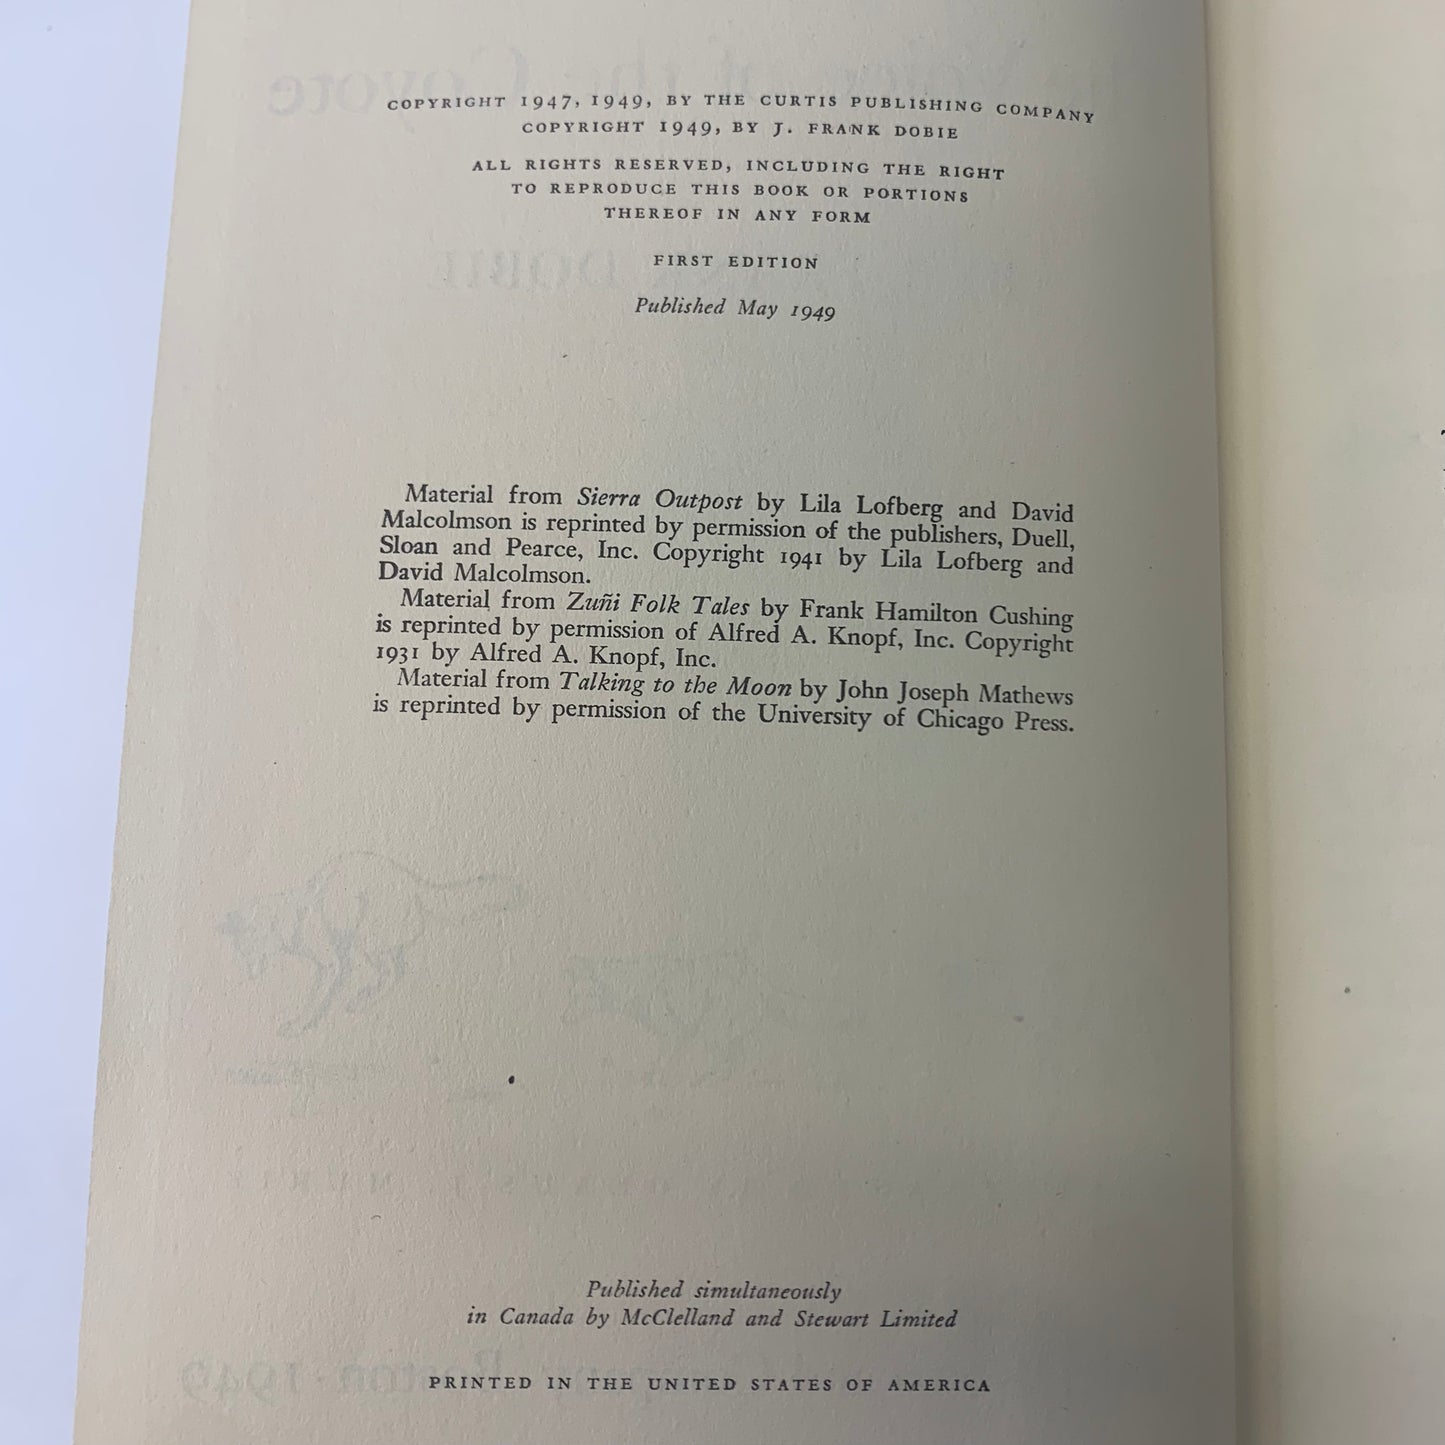 COPYRIGHT 1947, 1949, BY THE CURTIS PUBLISHING COMPANY
COPYRIGHT 1949, BY J. FRANK DOBIE
ALL RIGHTS RESERVED, INCLUDING THE RIGHT
TO REPRODUCE THIS BOOK OR PORTIONS
THEREOF IN ANY FORM
FIRST EDITION
Published May 1949
Material from Sierra Outpost by Lila Lofberg and David
Malcolmson is reprinted by permission of the publishers, Duell,
Sloan and Pearce, Inc. Copyright 1941 by Lila Lofberg and
David Malcolmson.
Material from Zuñi Folk Tales by Frank Hamilton Cushing
is reprinted by permission of Alfred A. Knopf, Inc. Copyright
1931 by Alfred A. Knopf, Inc.
Material from Talking to the Moon by John Joseph Mathews
is reprinted by permission of the University of Chicago Press.
Published simultaneously
in Canada by McClelland and Stewart Limited
PRINTED IN THE UNITED STATES OF AMERICA